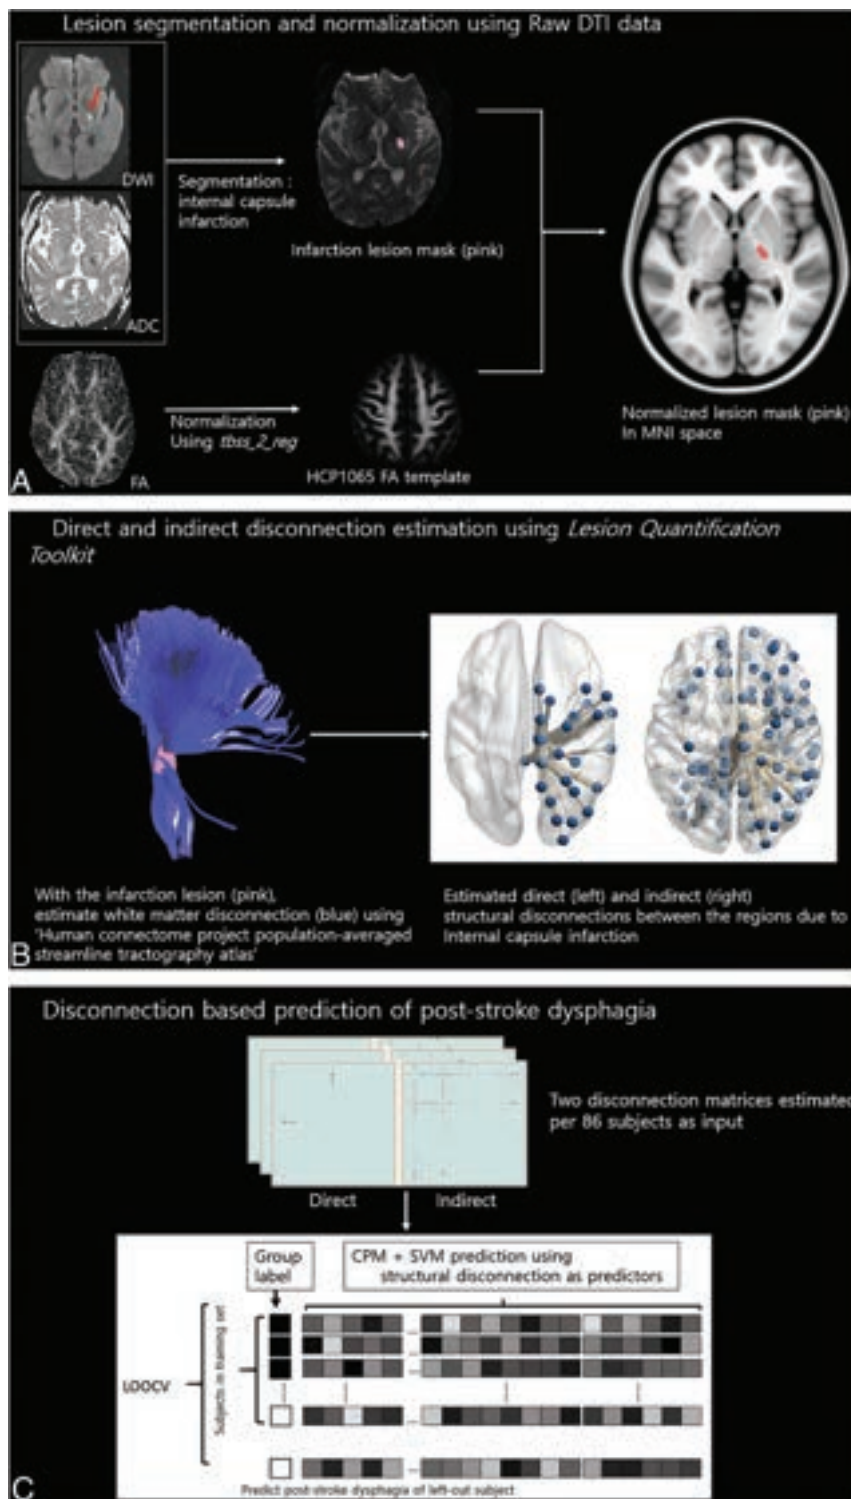 Lesion segmentation and normalization using Raw DTI data
DWI
Segmentation :
internal capsule
infarction
Infarction lesion mask (pink)
ADC
Normalization
Using tbss_2_reg
FA
HCP1065 FA template
Normalized lesion mask (pink)
In MNI space
A
Direct and indirect disconnection estimation using Lesion Quantification
Toolkit
With the infarction lesion (pink),
estimate white matter disconnection (blue) using
'Human connectome project population-averaged
streamline tractography atlas'
Estimated direct (left) and indirect (right)
structural disconnections between the regions due to
Internal capsule infarction
B
Disconnection based prediction of post-stroke dysphagia
Two disconnection matrices estimated
per 86 subjects as input
Direct
Indirect
Group
label
CPM + SVM prediction using
structural disconnection as predictors
LOOCV
Subjects in training set
...
...
...
...
...
Predict post-stroke dysphagia of left-out subject
C